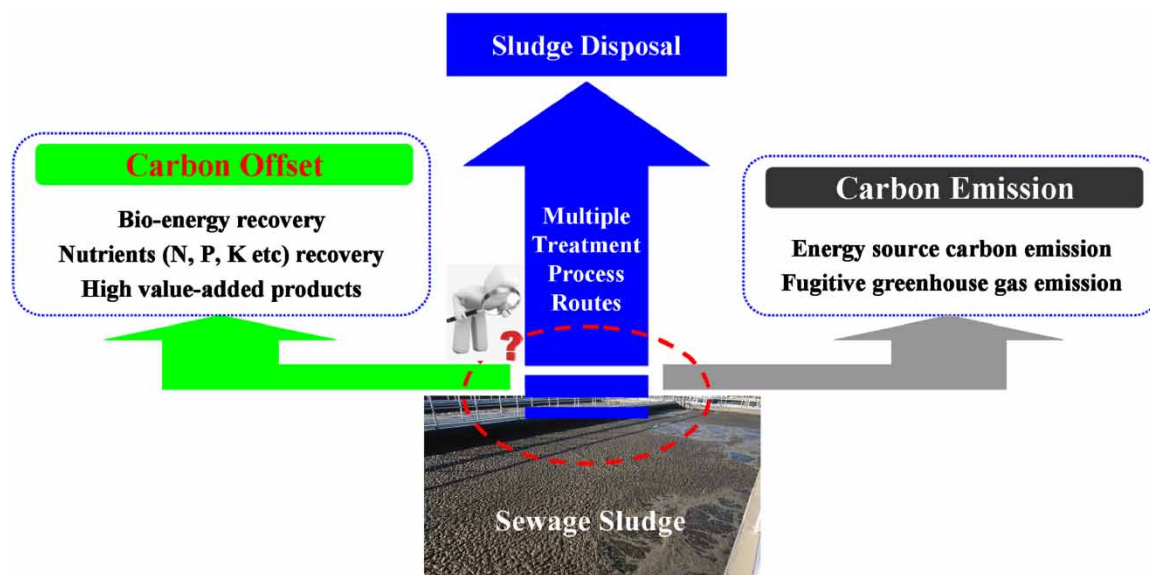 Sludge Disposal
Carbon Offset
Bio-energy recovery
Nutrients (N, P, K etc) recovery
High value-added products
Multiple
Treatment
Process
Routes
Carbon Emission
Energy source carbon emission
Fugitive greenhouse gas emission
?
Sewage Sludge